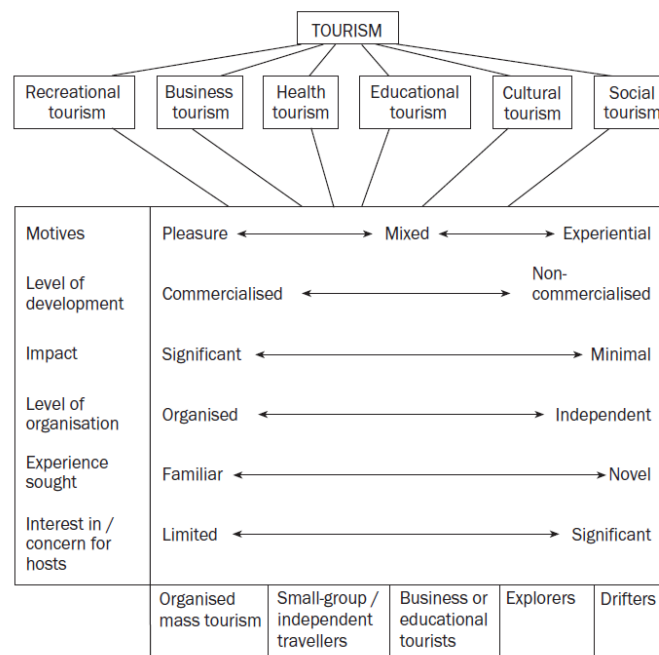 TOURISM
Recreational
tourism
Business
tourism
Health
tourism
Educational
tourism
Cultural
tourism
Social
tourism
Motives
Pleasure
Mixed
Experiential
Level of
development
Commercialised
Non-
commercialised
Impact
Significant
Minimal
Level of
organisation
Organised
Independent
Experience
sought
Familiar
Novel
Interest in /
concern for
hosts
Limited
Significant
Organised
mass tourism
Small-group /
independent
travellers
Business or
educational
tourists
Explorers
Drifters